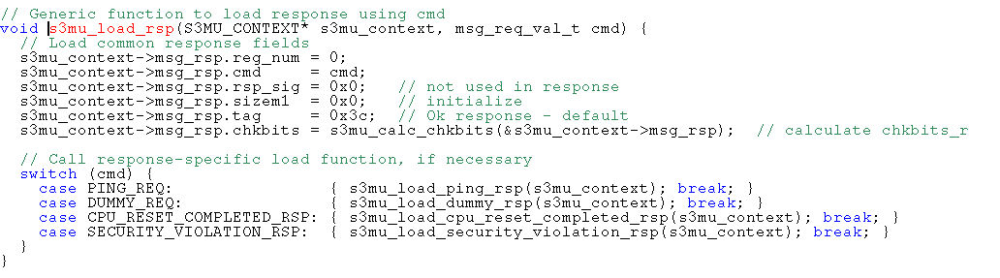 // Generic function to load response using cmd
void s3mu_load_rsp(S3MU_CONTEXT* s3mu_context, msg_req_val_t cmd) {
  // Load common response fields
  s3mu_context->msg_rsp.reg_num = 0;
  s3mu_context->msg_rsp.cmd     = cmd;
  s3mu_context->msg_rsp.rsp_sig = 0x0;   // not used in response
  s3mu_context->msg_rsp.sizem1  = 0x0;   // initialize
  s3mu_context->msg_rsp.tag     = 0x3c;  // Ok response - default
  s3mu_context->msg_rsp.chkbits = s3mu_calc_chkbits(&s3mu_context->msg_rsp);  // calculate chkbits_r

  // Call response-specific load function, if necessary
  switch (cmd) {
    case PING_REQ:                { s3mu_load_ping_rsp(s3mu_context); break; }
    case DUMMY_REQ:               { s3mu_load_dummy_rsp(s3mu_context); break; }
    case CPU_RESET_COMPLETED_RSP: { s3mu_load_cpu_reset_completed_rsp(s3mu_context); break; }
    case SECURITY_VIOLATION_RSP:  { s3mu_load_security_violation_rsp(s3mu_context); break; }
  }
}